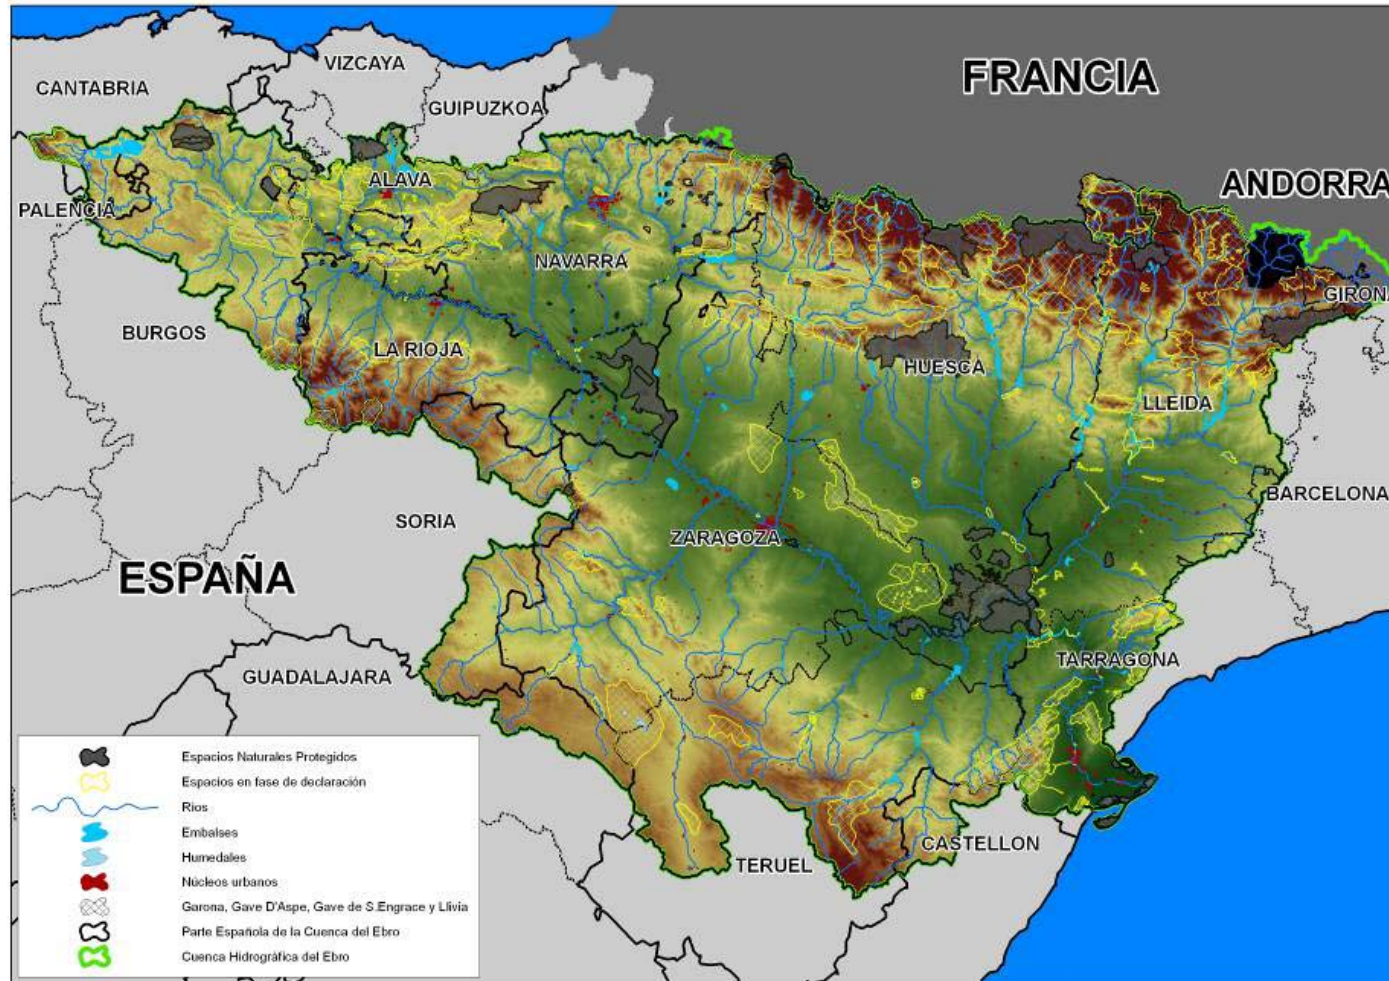 FRANCIA
VIZCAYA
CANTABRIA
GUIPUZKOA
ALAVA
ANDORRA
PALENCIA
NAVARRA
GIRON
BURGOS
LA RIOJA
HUESCA
LLEIDA
BARCELONA
SORIA
ZARAGOZA
ESPAÑA
TARRAGONA
GUADALAJARA
CASTELLON
TERUEL
Espacios Naturales Protegidos
Espacios en fase de declaración
Ríos
Embalses
Humedales
Núcleos urbanos
Garona, Gave D'Aspe, Gave de S.Engrace y Llivia
Parte Española de la Cuenca del Ebro
Cuenca Hidrográfica del Ebro